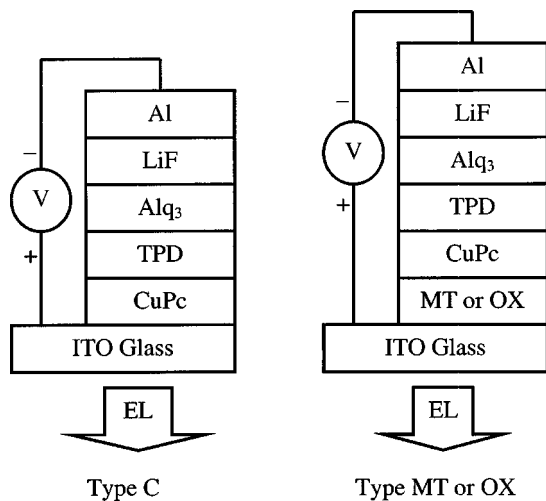 Al
LiF
Alq₃
TPD
CuPc
ITO Glass
−
V
+
EL
Type C
Al
LiF
Alq₃
TPD
CuPc
MT or OX
ITO Glass
−
V
+
EL
Type MT or OX